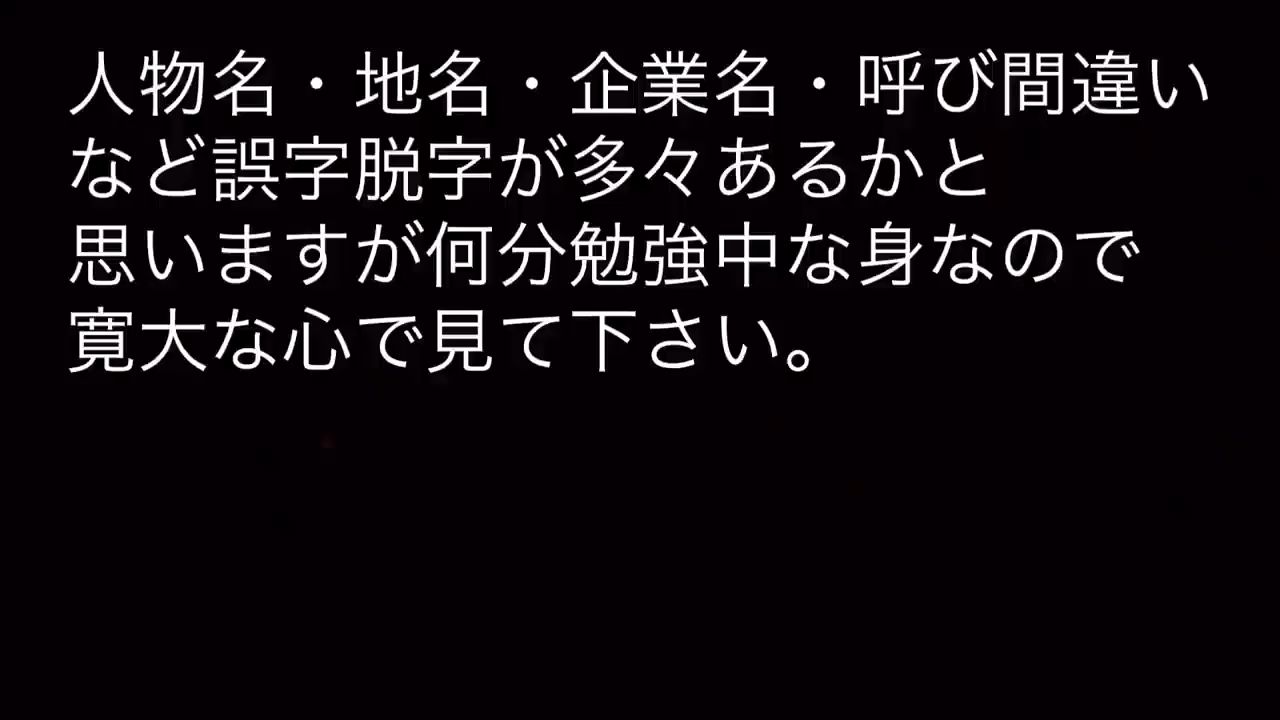 人物名・地名・企業名・呼び間違い
など誤字脱字が多々あるかと
思いますが何分勉強中な身なので
寛大な心で見て下さい。